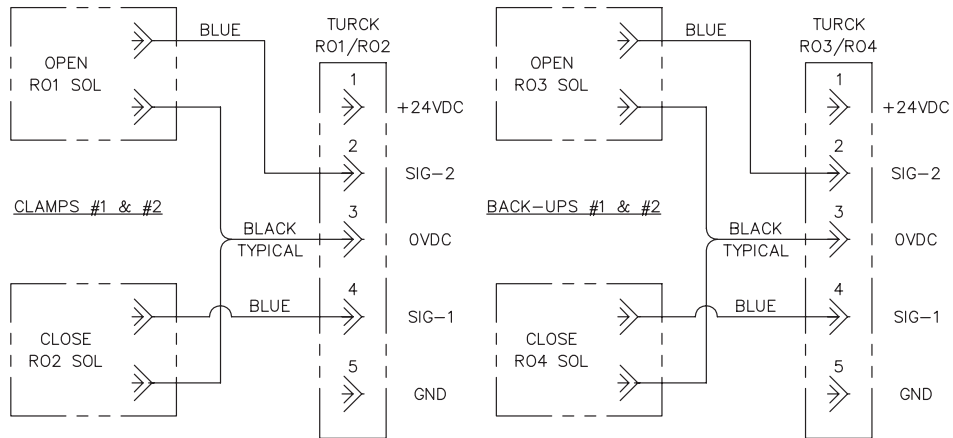 BLUE
TURCK
RO1/RO2
OPEN
RO1 SOL
1
+24VDC
2
SIG-2
CLAMPS #1 & #2
3
BLACK
TYPICAL
0VDC
4
BLUE
SIG-1
CLOSE
RO2 SOL
5
GND
BLUE
TURCK
RO3/RO4
OPEN
RO3 SOL
1
+24VDC
2
SIG-2
BACK-UPS #1 & #2
3
BLACK
TYPICAL
0VDC
4
BLUE
SIG-1
CLOSE
RO4 SOL
5
GND